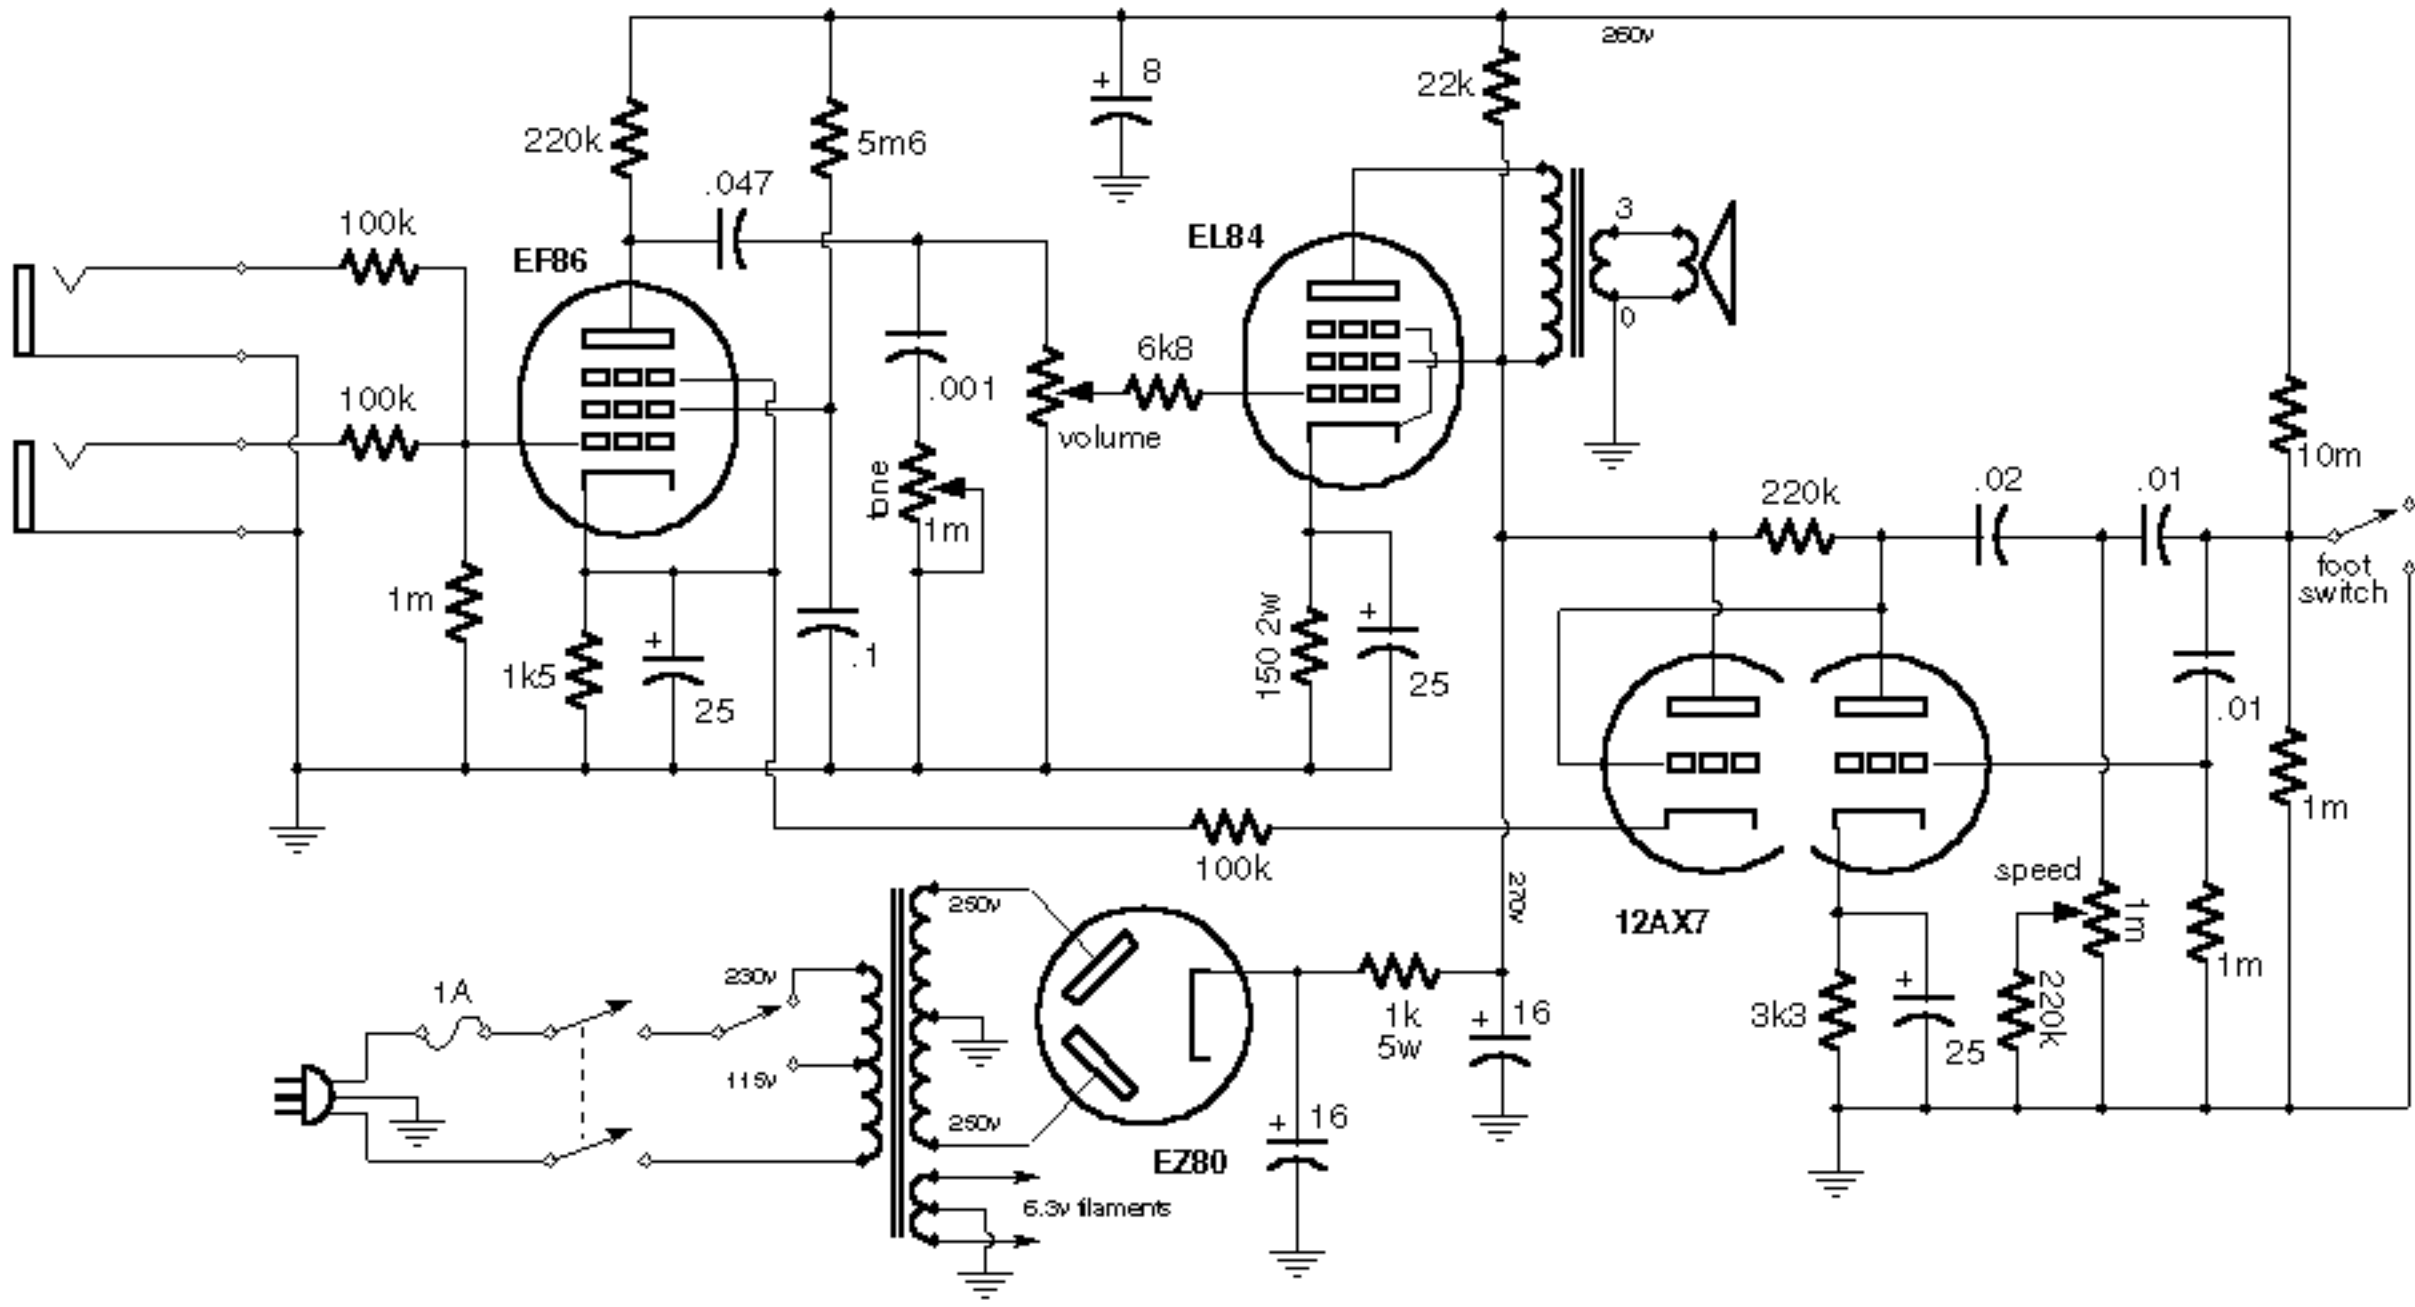 260v
8
22k
220k
5m6
.047
100k
EF86
EL84
3
0
100k
.001
6k8
volume
tone
1m
10m
220k
.02
.01
foot
switch
1m
1k5
25
.1
150 2w
25
.01
1m
100k
12AX7
speed
1m
1m
3k3
25
220k
270v
250v
230v
1A
115v
250v
EZ80
1k
5w
16
16
6.3v filaments